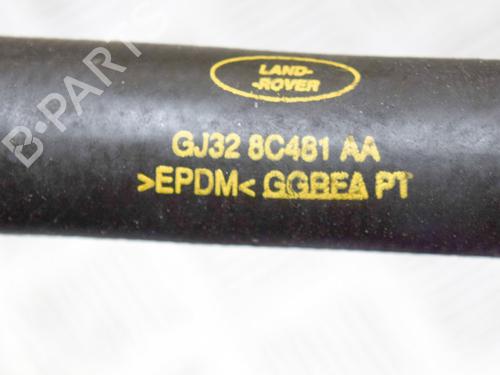 LAND-
-ROVER
GJ32 8C481 AA
>EPDM< GGBFA PT
B-PARTS